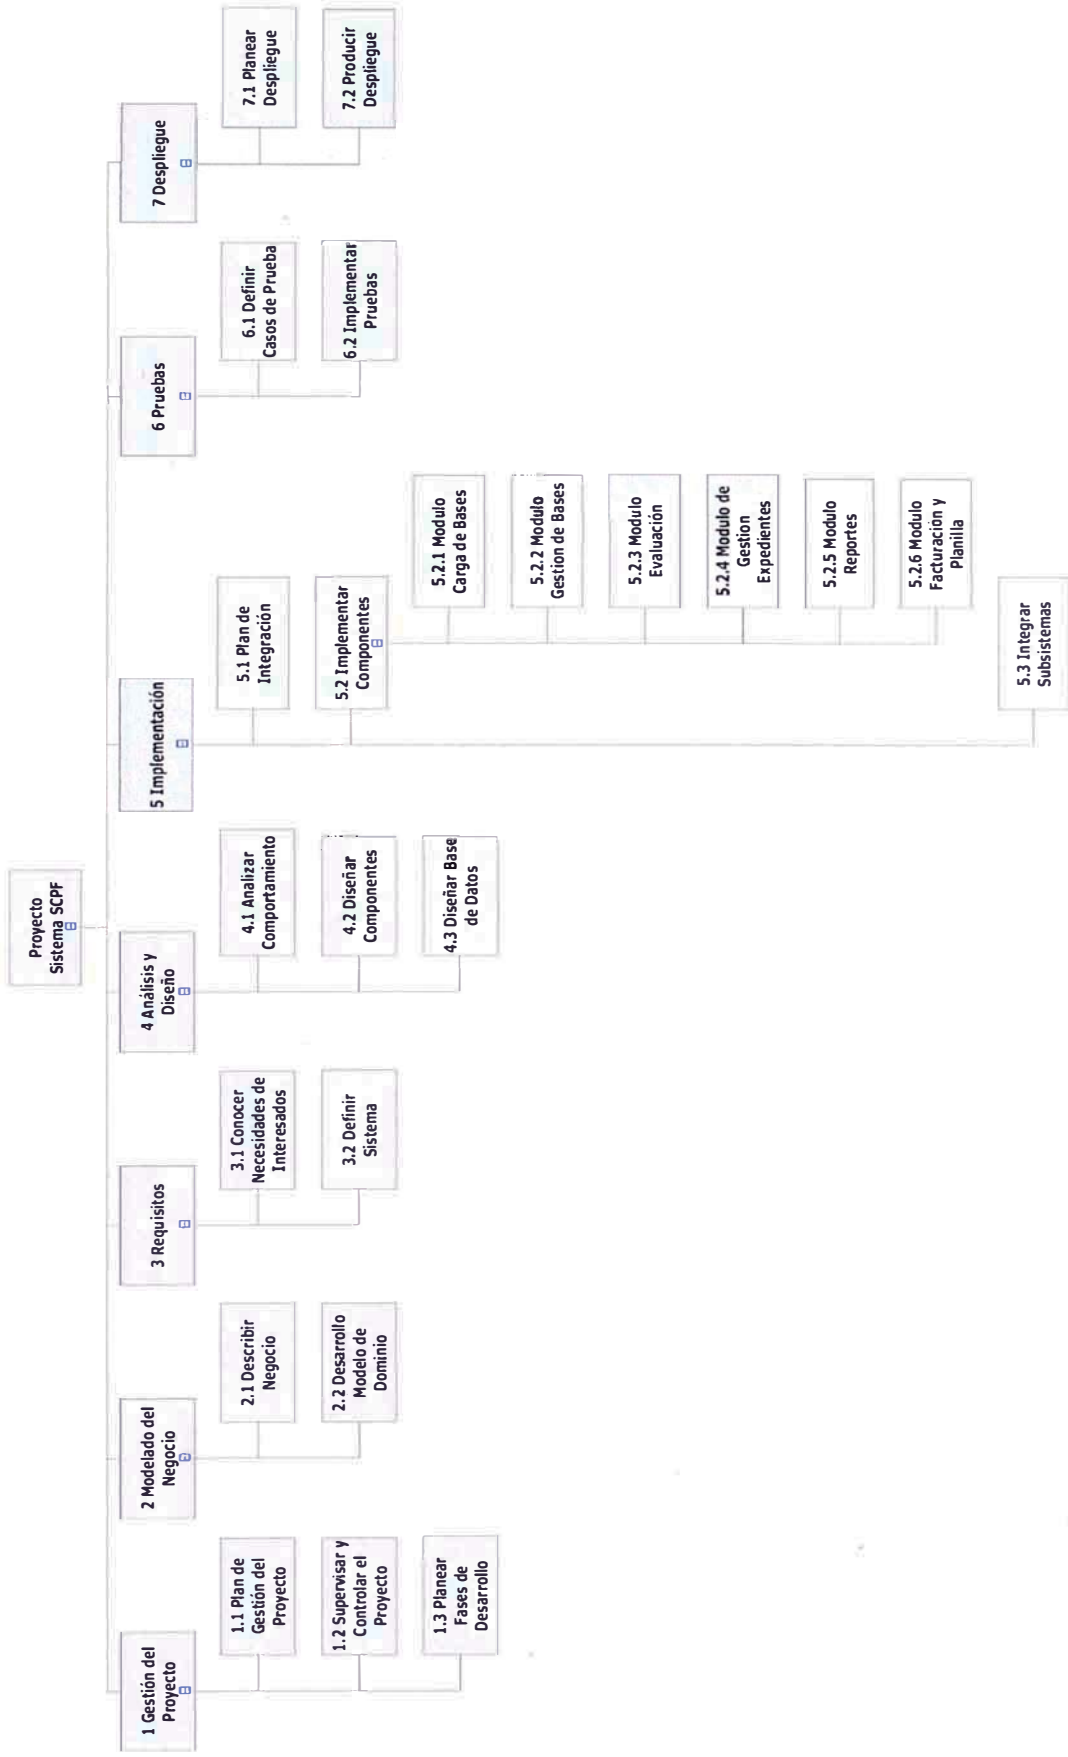 Proyecto
Sistema SCPF
1 Gestión del
Proyecto
1.1 Plan de
Gestión del
Proyecto
1.2 Supervisar y
Controlar el
Proyecto
1.3 Planear
Fases de
Desarrollo
2 Modelado del
Negocio
2.1 Describir
Negocio
2.2 Desarrollo
Modelo de
Dominio
3 Requisitos
3.1 Conocer
Necesidades de
Interesados
3.2 Definir
Sistema
4 Análisis y
Diseño
4.1 Analizar
Comportamiento
4.2 Diseñar
Componentes
4.3 Diseñar Base
de Datos
5 Implementación
5.1 Plan de
Integración
5.2 Implementar
Componentes
5.2.1 Modulo
Carga de Bases
5.2.2 Modulo
Gestion de Bases
5.2.3 Modulo
Evaluación
5.2.4 Modulo de
Gestion
Expedientes
5.2.5 Modulo
Reportes
5.2.6 Modulo
Facturación y
Planilla
5.3 Integrar
Subsistemas
6 Pruebas
6.1 Definir
Casos de Prueba
6.2 Implementar
Pruebas
7 Despliegue
7.1 Planear
Despliegue
7.2 Producir
Despliegue